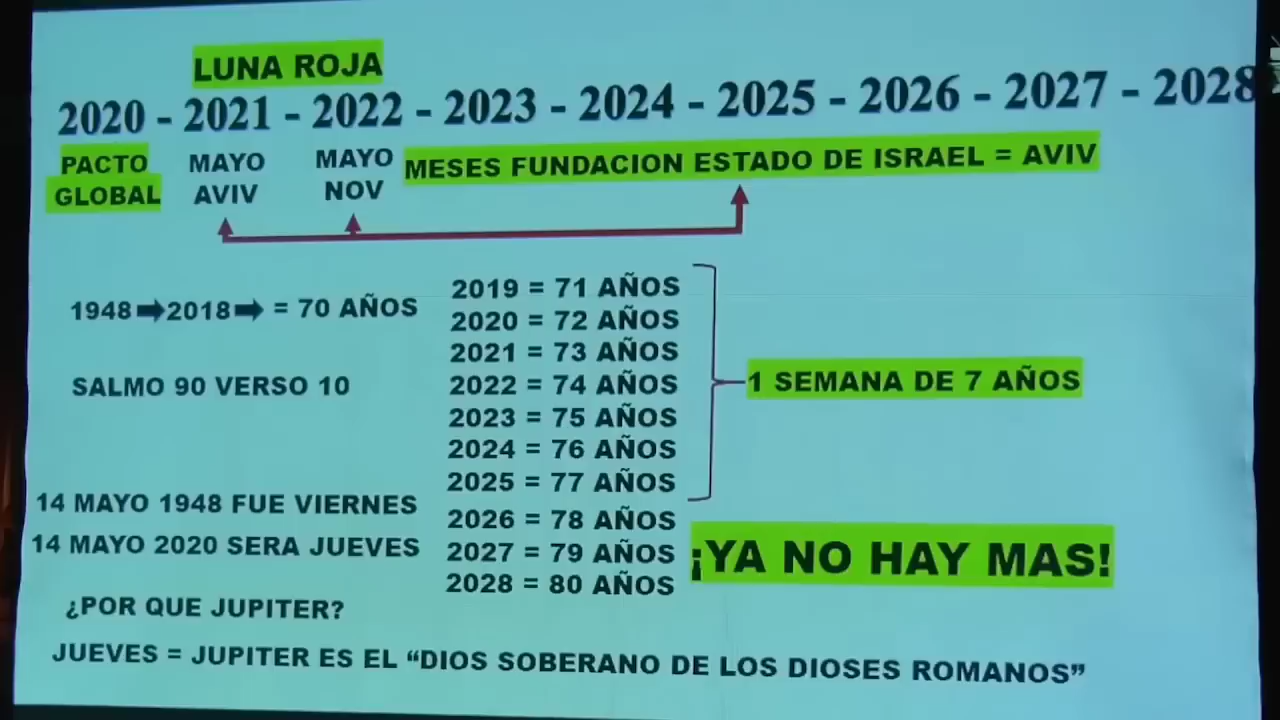 LUNA ROJA
2020 - 2021 - 2022 - 2023 - 2024 - 2025 - 2026 - 2027 - 2028
PACTO GLOBAL
MAYO AVIV
MAYO NOV
MESES FUNDACION ESTADO DE ISRAEL = AVIV
1948➡2018➡ = 70 AÑOS
SALMO 90 VERSO 10
14 MAYO 1948 FUE VIERNES
14 MAYO 2020 SERA JUEVES
¿POR QUE JUPITER?
2019 = 71 AÑOS
2020 = 72 AÑOS
2021 = 73 AÑOS
2022 = 74 AÑOS
2023 = 75 AÑOS
2024 = 76 AÑOS
2025 = 77 AÑOS
2026 = 78 AÑOS
2027 = 79 AÑOS
2028 = 80 AÑOS
1 SEMANA DE 7 AÑOS
¡YA NO HAY MAS!
JUEVES = JUPITER ES EL “DIOS SOBERANO DE LOS DIOSES ROMANOS”